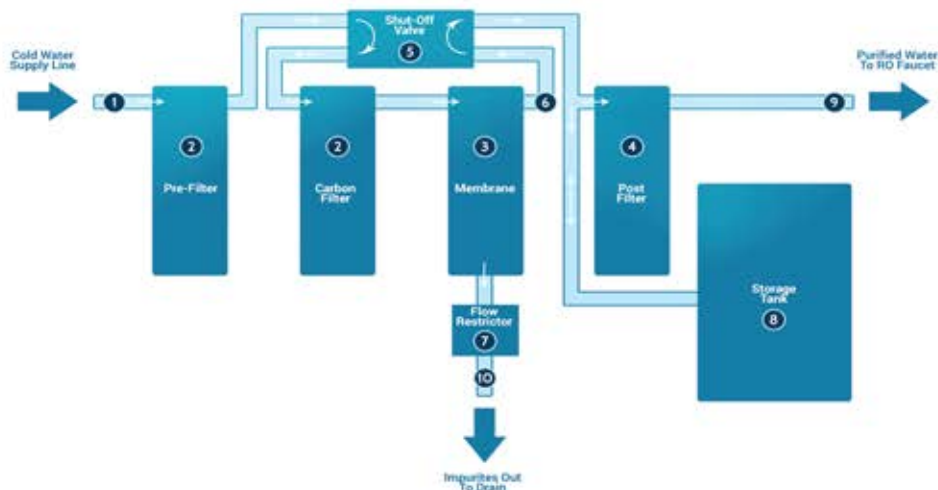 Shut-Off
Valve
5
Cold Water
Supply Line
Purified Water
To RO Faucet
1
6
9
2
Pre-Filter
2
Carbon
Filter
3
Membrane
4
Post
Filter
Storage
Tank
8
Flow
Restrictor
7
10
Impurites Out
To Drain